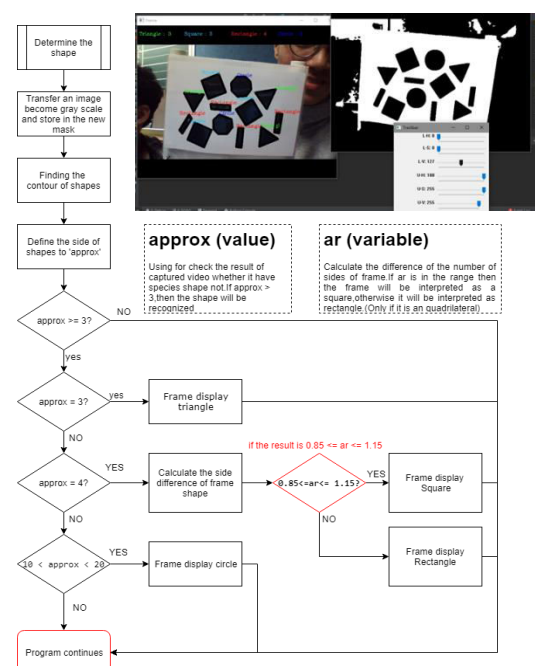 Determine the
shape
Transfer an image
become gray scale
and store in the new
mask
Finding the
contour of shapes
Define the side of
shapes to 'approx'
approx (value)
Using for check the result of
captured video whether it have
species shape not.If approx >
3,then the shape will be
recognized
ar (variable)
Calculate the difference of the number of
sides of frame.If ar is in the range then
the frame will be interpreted as a
square,otherwise it will be interpreted as
rectangle.(Only if it is an quadrilateral)
approx >= 3?
NO
yes
approx = 3?
yes
Frame display
triangle
NO
if the result is 0.85 <= ar <= 1.15
approx = 4?
YES
Calculate the side
difference of frame
shape
0.85<=ar<= 1.15?
YES
Frame display
Square
NO
NO
Frame display
Rectangle
10 < approx < 20
YES
Frame display circle
NO
Program continues